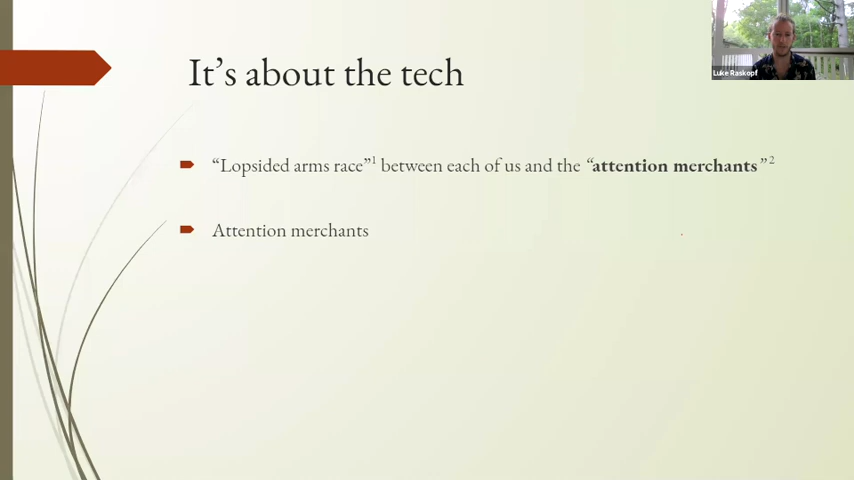 It's about the tech
Luke Raskopf
“Lopsided arms race”1 between each of us and the “attention merchants”2
Attention merchants